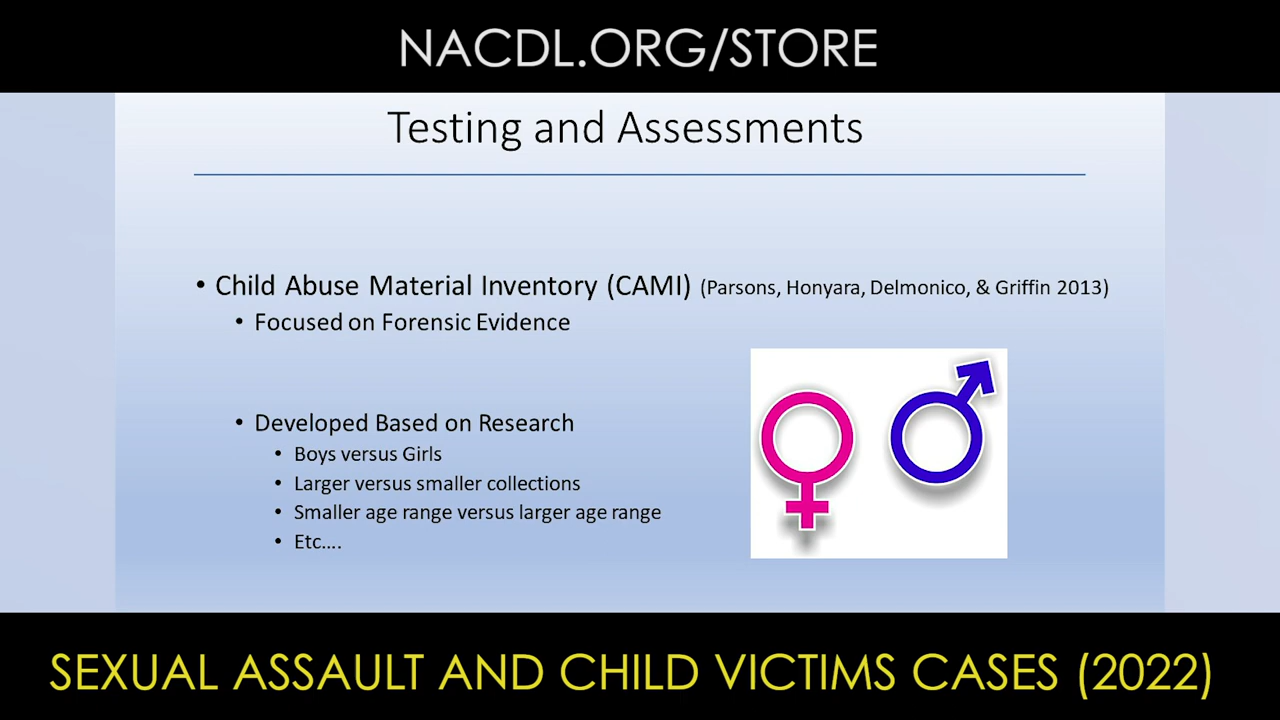 NACDL.ORG/STORE
Testing and Assessments
• Child Abuse Material Inventory (CAMI) (Parsons, Honyara, Delmonico, & Griffin 2013)
• Focused on Forensic Evidence
• Developed Based on Research
• Boys versus Girls
• Larger versus smaller collections
• Smaller age range versus larger age range
• Etc....
SEXUAL ASSAULT AND CHILD VICTIMS CASES (2022)